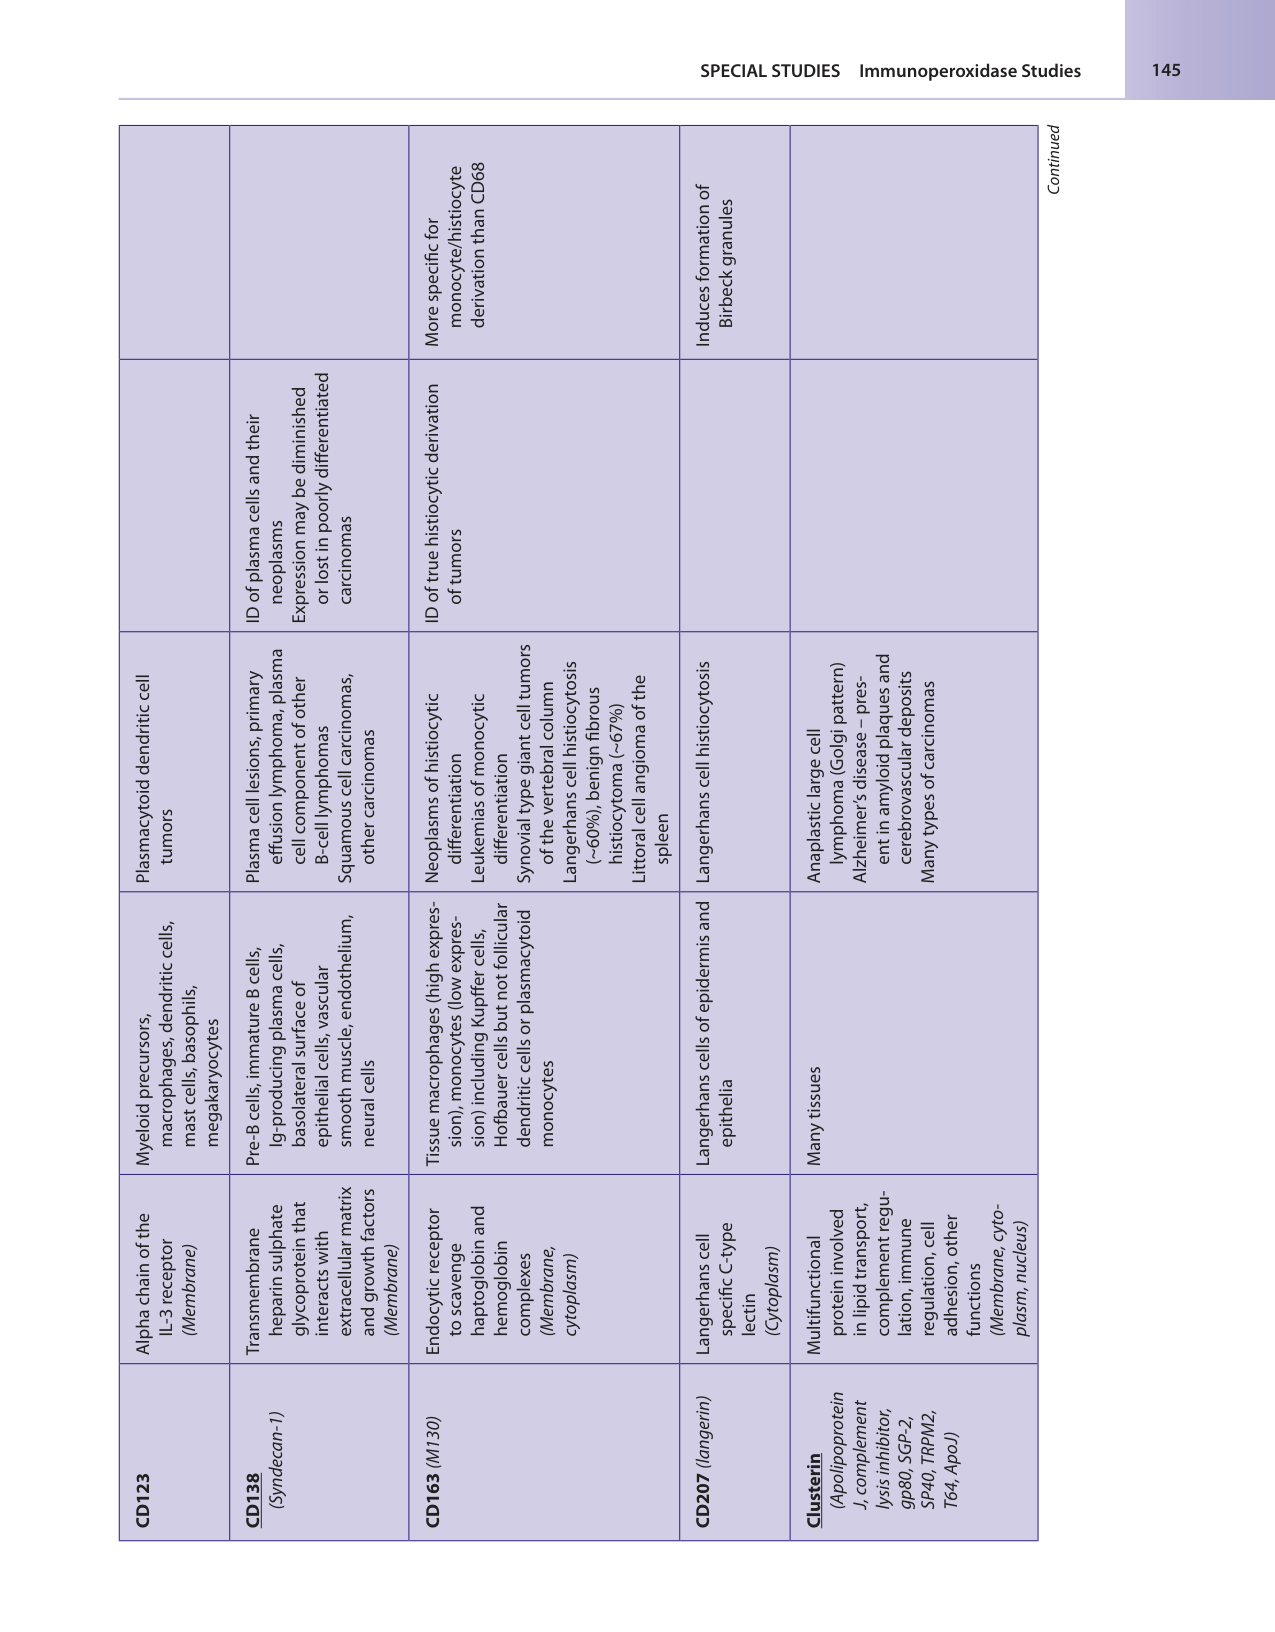 SPECIAL STUDIES Immunoperoxidase Studies 145
CD123
Alpha chain of the
IL-3 receptor
(Membrane)
Myeloid precursors,
macrophages, dendritic cells,
mast cells, basophils,
megakaryocytes
Plasmacytoid dendritic cell
tumors
CD138
(Syndecan-1)
Transmembrane
heparin sulphate
glycoprotein that
interacts with
extracellular matrix
and growth factors
(Membrane)
Pre-B cells, immature B cells,
Ig-producing plasma cells,
basolateral surface of
epithelial cells, vascular
smooth muscle, endothelium,
neural cells
Plasma cell lesions, primary
effusion lymphoma, plasma
cell component of other
B-cell lymphomas
Squamous cell carcinomas,
other carcinomas
ID of plasma cells and their
neoplasms
Expression may be diminished
or lost in poorly differentiated
carcinomas
CD163 (M130)
Endocytic receptor
to scavenge
haptoglobin and
hemoglobin
complexes
(Membrane,
cytoplasm)
Tissue macrophages (high expres-
sion), monocytes (low expres-
sion) including Kupffer cells,
Hofbauer cells but not follicular
dendritic cells or plasmacytoid
monocytes
Neoplasms of histiocytic
differentiation
Leukemias of monocytic
differentiation
Synovial type giant cell tumors
of the vertebral column
Langerhans cell histiocytosis
(~60%), benign fibrous
histiocytoma (~67%)
Littoral cell angioma of the
spleen
ID of true histiocytic derivation
of tumors
More specific for
monocyte/histiocyte
derivation than CD68
CD207 (langerin)
Langerhans cell
specific C-type
lectin
(Cytoplasm)
Langerhans cells of epidermis and
epithelia
Langerhans cell histiocytosis
Induces formation of
Birbeck granules
Clusterin
(Apolipoprotein
J, complement
lysis inhibitor,
gp80, SGP-2,
SP40, TRPM2,
T64, ApoJ)
Multifunctional
protein involved
in lipid transport,
complement regu-
lation, immune
regulation, cell
adhesion, other
functions
(Membrane, cyto-
plasm, nucleus)
Many tissues
Anaplastic large cell
lymphoma (Golgi pattern)
Alzheimer's disease – pres-
ent in amyloid plaques and
cerebrovascular deposits
Many types of carcinomas
Continued